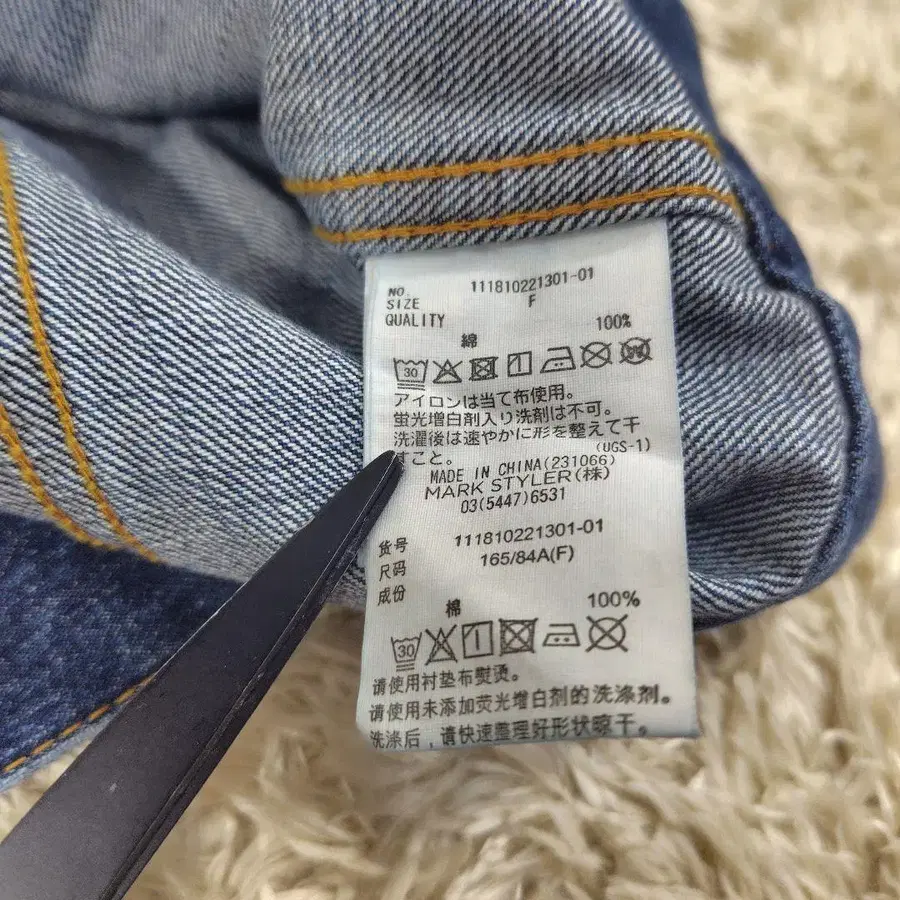 NO. 111810221301-01
SIZE F
QUALITY
綿 100%
30
アイロンは当て布使用。
蛍光増白剤入り洗剤は不可。
洗濯後は速やかに形を整えて干
すこと。 (UGS-1)
MADE IN CHINA(231066)
MARK STYLER(株)
03(5447)6531
货号 111810221301-01
尺码 165/84A(F)
成份
棉 100%
30
请使用衬垫布熨烫。
请使用未添加荧光增白剂的洗涤剂。
洗涤后，请快速整理好形状晾干。